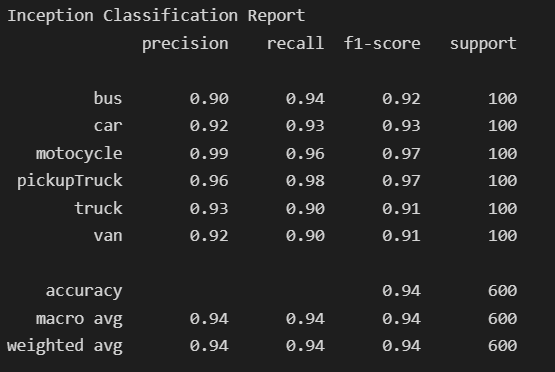 Inception Classification Report
precision recall f1-score support
bus 0.90 0.94 0.92 100
car 0.92 0.93 0.93 100
motocycle 0.99 0.96 0.97 100
pickupTruck 0.96 0.98 0.97 100
truck 0.93 0.90 0.91 100
van 0.92 0.90 0.91 100
accuracy 0.94 600
macro avg 0.94 0.94 0.94 600
weighted avg 0.94 0.94 0.94 600